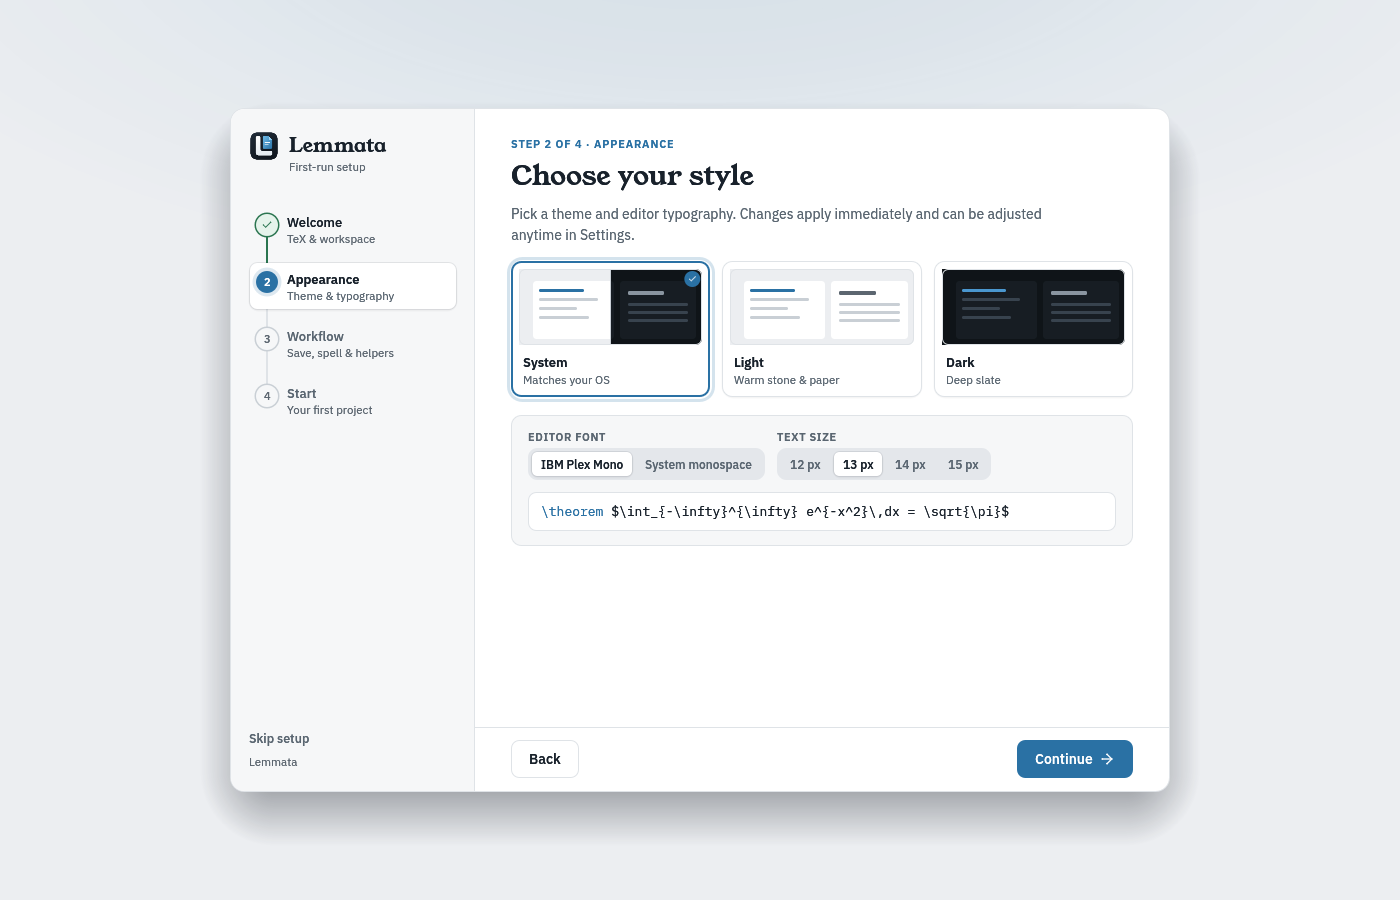 Lemmata
First-run setup
Welcome
TeX & workspace
2
Appearance
Theme & typography
3
Workflow
Save, spell & helpers
4
Start
Your first project
Skip setup
Lemmata
STEP 2 OF 4 · APPEARANCE
Choose your style
Pick a theme and editor typography. Changes apply immediately and can be adjusted
anytime in Settings.
System
Matches your OS
Light
Warm stone & paper
Dark
Deep slate
EDITOR FONT
IBM Plex Mono
System monospace
TEXT SIZE
12 px
13 px
14 px
15 px
\theorem $\int_{-\infty}^{\infty} e^{-x^2}\,dx = \sqrt{\pi}$
Back
Continue